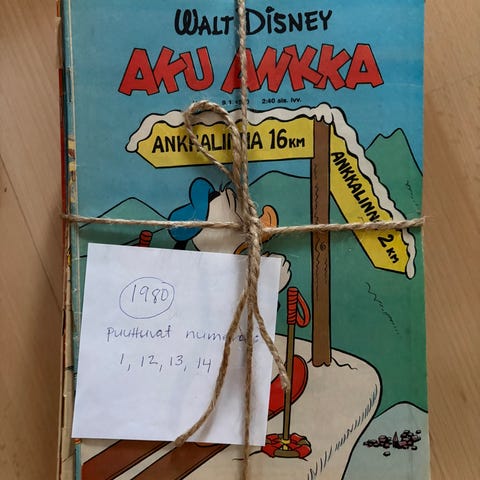 WALT DISNEY
AKU ANKKA
2:40 sis. lvv.
ANKKALINNA 16 KM
ANKKALINNA 2 KM
1980
puuttuvat
1, 12, 13, 14